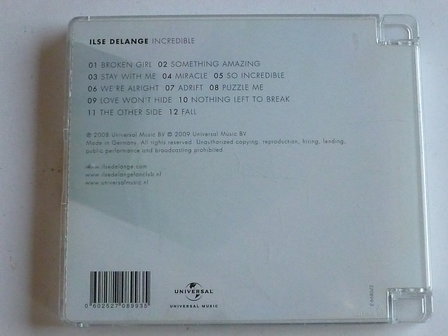 ILSE DELANGE INCREDIBLE
01 BROKEN GIRL 02 SOMETHING AMAZING
03 STAY WITH ME 04 MIRACLE 05 SO INCREDIBLE
06 WE'RE ALRIGHT 07 ADRIFT 08 PUZZLE ME
09 LOVE WON'T HIDE 10 NOTHING LEFT TO BREAK
11 THE OTHER SIDE 12 FALL
℗ 2008 Universal Music BV © 2009 Universal Music BV
Made in Germany. All rights reserved. Unauthorized copying, reproduction, hiring, lending,
public performance and broadcasting prohibited.
www.ilsedelange.com
www.ilsedelangefanclub.nl
www.universalmusic.nl
UNIVERSAL
UNIVERSAL MUSIC
0 602527 089935